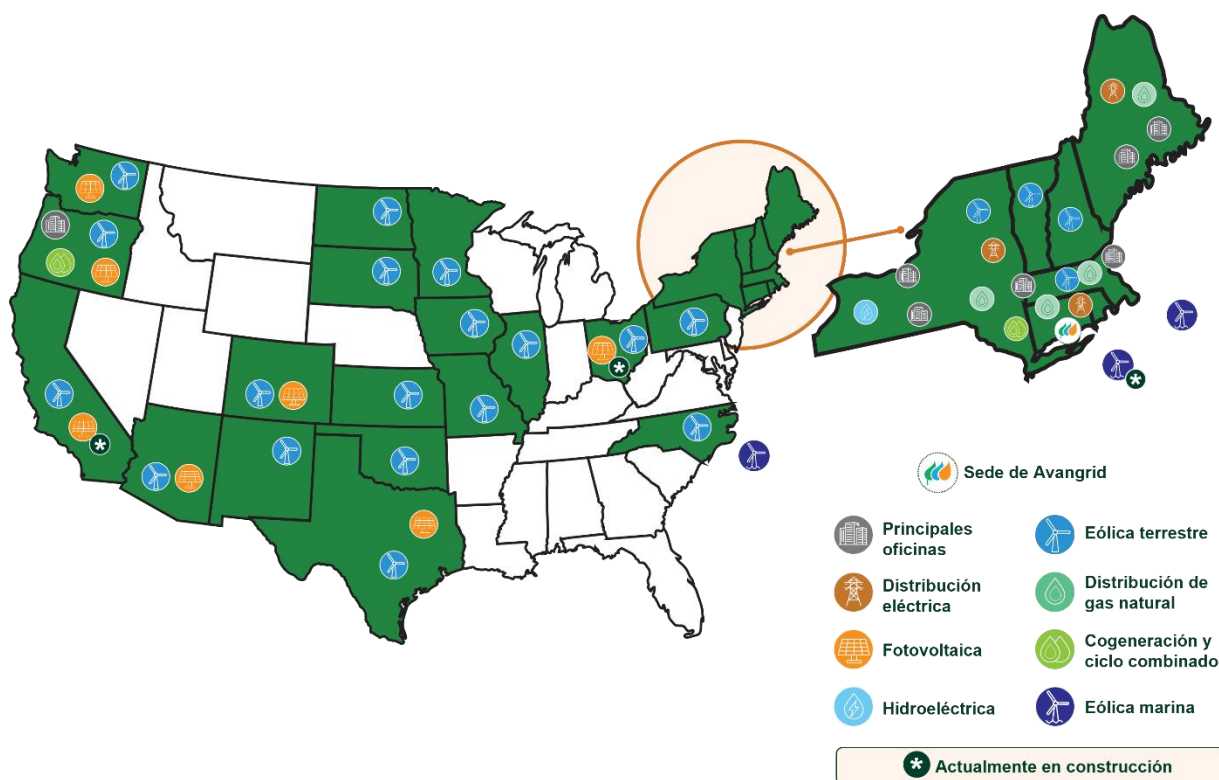 Sede de Avangrid
Principales
oficinas
Eólica terrestre
Distribución
eléctrica
Distribución de
gas natural
Fotovoltaica
Cogeneración y
ciclo combinado
Hidroeléctrica
Eólica marina
* Actualmente en construcción